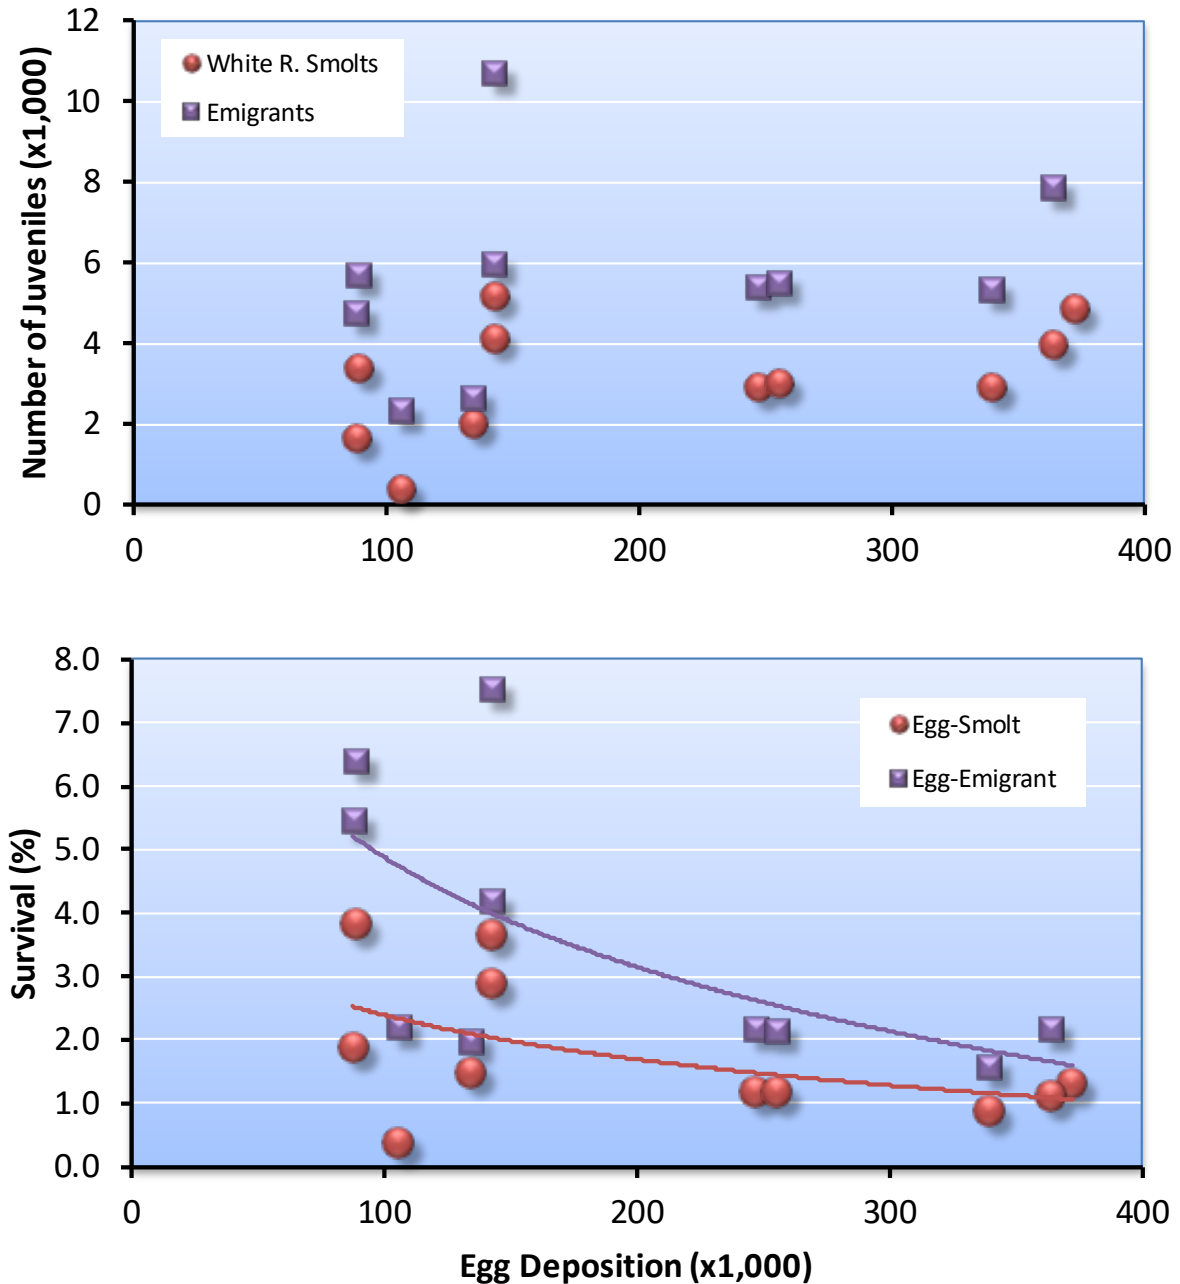 Number of Juveniles (x1,000)
12
10
8
6
4
2
0
White R. Smolts
Emigrants
0 100 200 300 400
Survival (%)
8.0
7.0
6.0
5.0
4.0
3.0
2.0
1.0
0.0
Egg-Smolt
Egg-Emigrant
0 100 200 300 400
Egg Deposition (x1,000)